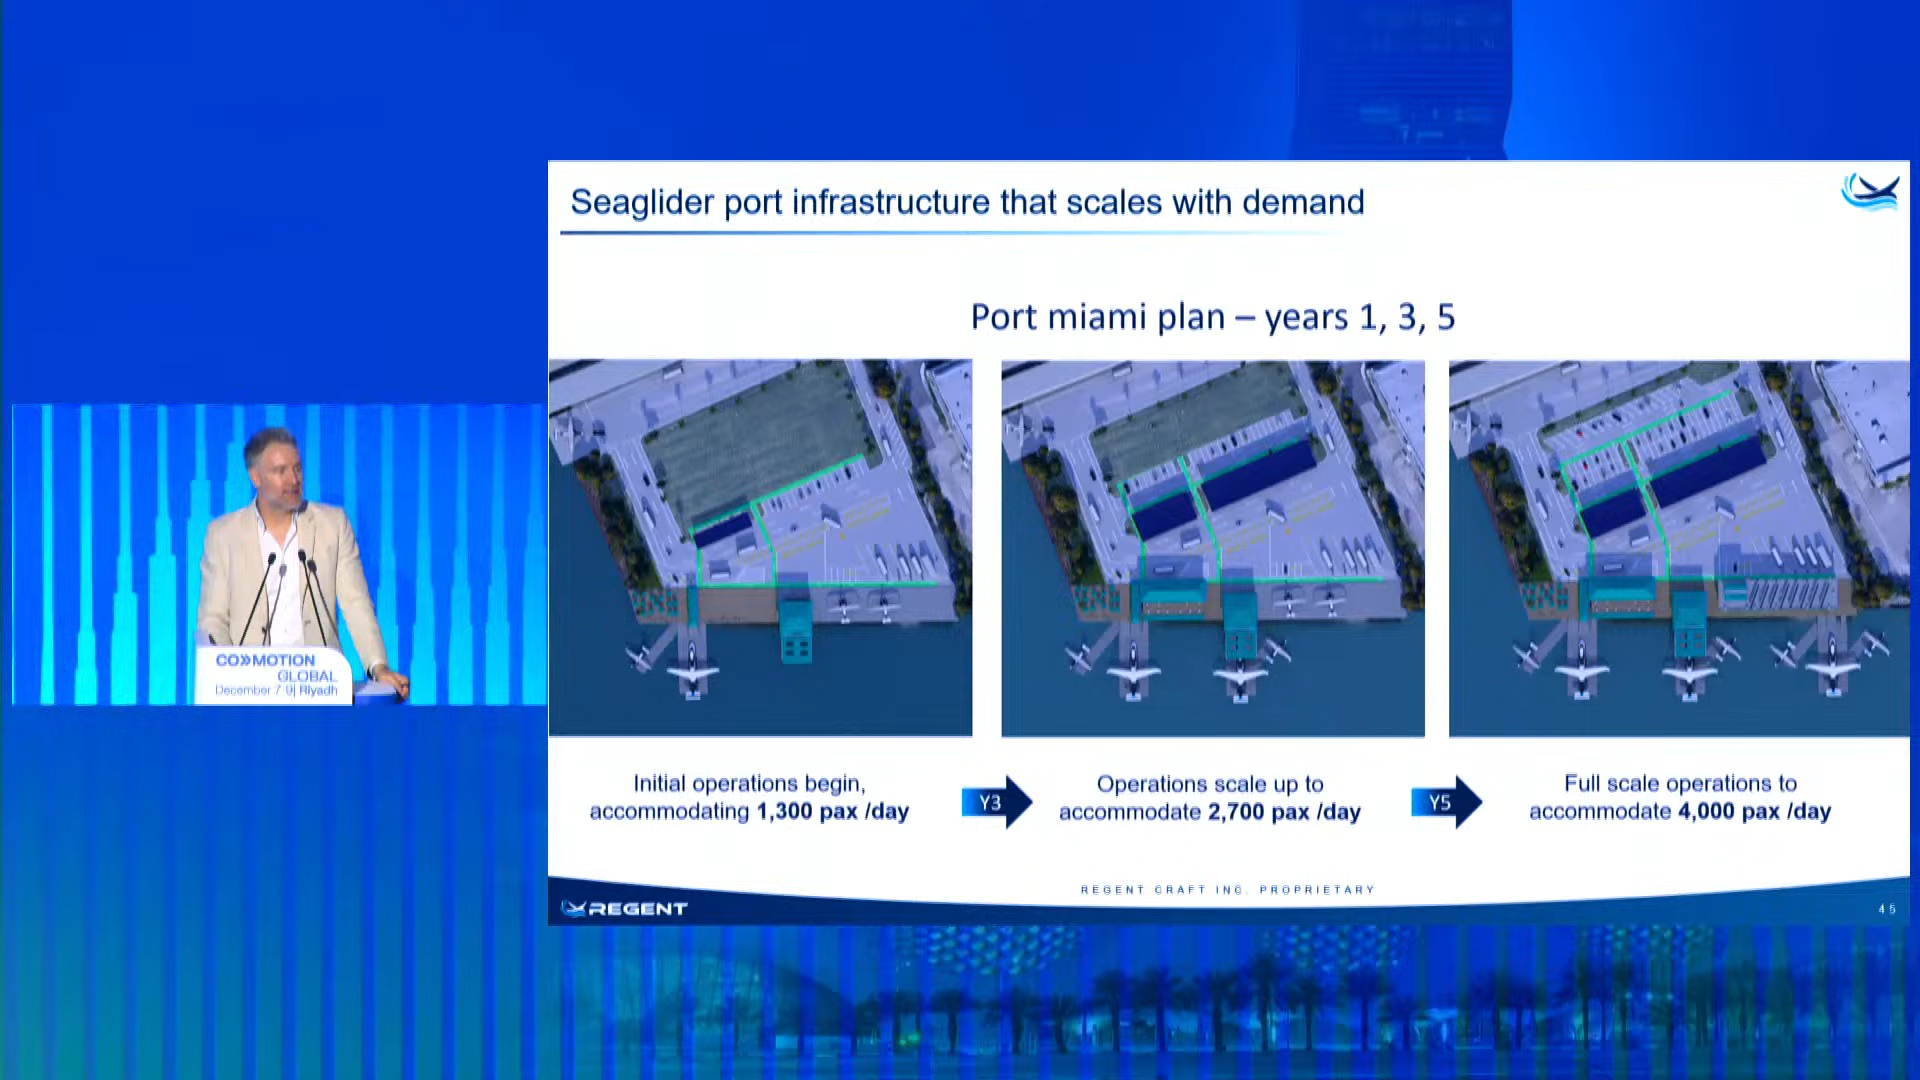 Seaglider port infrastructure that scales with demand
Port miami plan – years 1, 3, 5
Initial operations begin,
accommodating 1,300 pax /day
Y3
Operations scale up to
accommodate 2,700 pax /day
Y5
Full scale operations to
accommodate 4,000 pax /day
REGENT CRAFT INC. PROPRIETARY
REGENT
45
CO»MOTION
GLOBAL
December 7-9| Riyadh